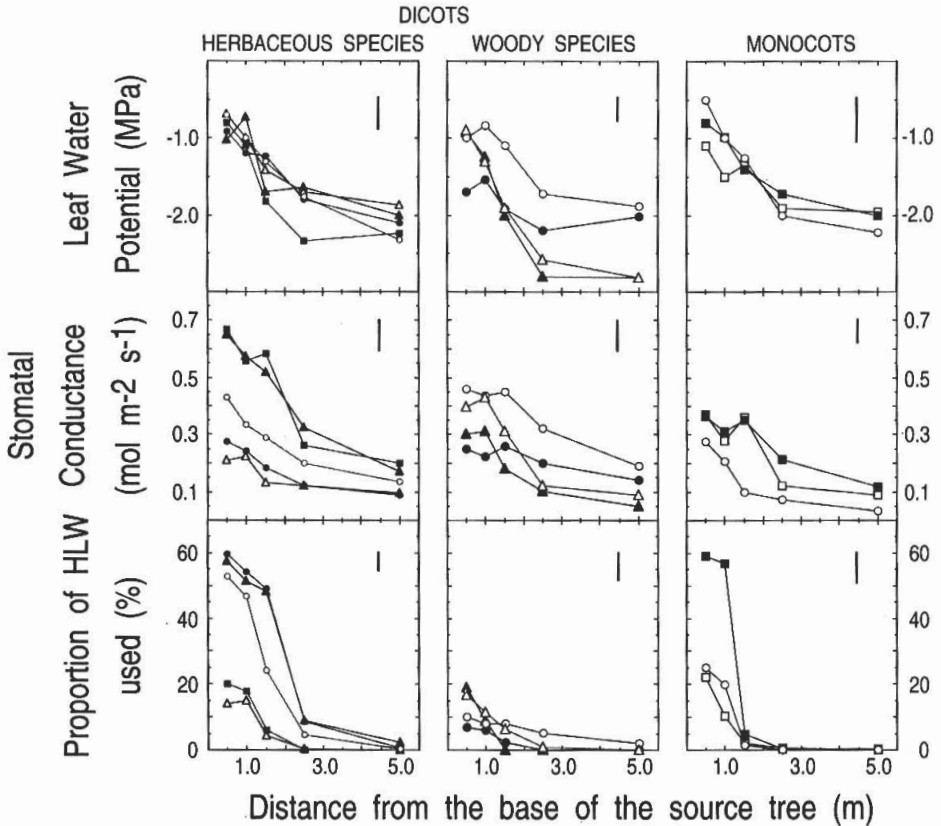 DICOTS
HERBACEOUS SPECIES
WOODY SPECIES
MONOCOTS
Leaf Water
Potential (MPa)
-1.0
-2.0
-1.0
-2.0
Stomatal
Conductance
(mol m-2 s-1)
0.7
0.5
0.3
0.1
0.7
0.5
0.3
0.1
Proportion of HLW
used (%)
60
40
20
0
60
40
20
0
1.0 3.0 5.0
1.0 3.0 5.0
1.0 3.0 5.0
Distance from the base of the source tree (m)